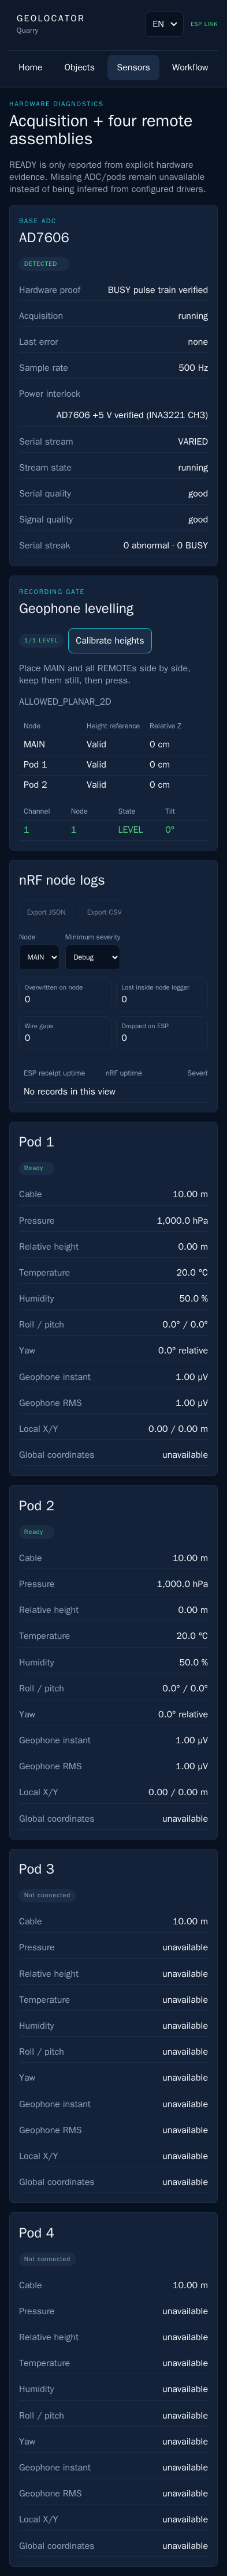 GEOLOCATOR
Quarry
EN
ESP LINK
Home Objects Sensors Workflow
HARDWARE DIAGNOSTICS
Acquisition + four remote
assemblies
READY is only reported from explicit hardware
evidence. Missing ADC/pods remain unavailable
instead of being inferred from configured drivers.
BASE ADC
AD7606
DETECTED
Hardware proof BUSY pulse train verified
Acquisition running
Last error none
Sample rate 500 Hz
Power interlock
AD7606 +5 V verified (INA3221 CH3)
Serial stream VARIED
Stream state running
Serial quality good
Signal quality good
Serial streak 0 abnormal · 0 BUSY
RECORDING GATE
Geophone levelling
1/1 LEVEL Calibrate heights
Place MAIN and all REMOTEs side by side,
keep them still, then press.
ALLOWED_PLANAR_2D
Node Height reference Relative Z
MAIN Valid 0 cm
Pod 1 Valid 0 cm
Pod 2 Valid 0 cm
Channel Node State Tilt
1 1 LEVEL 0°
nRF node logs
Export JSON Export CSV
Node Minimum severity
MAIN Debug
Overwritten on node Lost inside node logger
0 0
Wire gaps Dropped on ESP
0 0
ESP receipt uptime nRF uptime Severi
No records in this view
Pod 1
Ready
Cable 10.00 m
Pressure 1,000.0 hPa
Relative height 0.00 m
Temperature 20.0 °C
Humidity 50.0 %
Roll / pitch 0.0° / 0.0°
Yaw 0.0° relative
Geophone instant 1.00 µV
Geophone RMS 1.00 µV
Local X/Y 0.00 / 0.00 m
Global coordinates unavailable
Pod 2
Ready
Cable 10.00 m
Pressure 1,000.0 hPa
Relative height 0.00 m
Temperature 20.0 °C
Humidity 50.0 %
Roll / pitch 0.0° / 0.0°
Yaw 0.0° relative
Geophone instant 1.00 µV
Geophone RMS 1.00 µV
Local X/Y 0.00 / 0.00 m
Global coordinates unavailable
Pod 3
Not connected
Cable 10.00 m
Pressure unavailable
Relative height unavailable
Temperature unavailable
Humidity unavailable
Roll / pitch unavailable
Yaw unavailable
Geophone instant unavailable
Geophone RMS unavailable
Local X/Y unavailable
Global coordinates unavailable
Pod 4
Not connected
Cable 10.00 m
Pressure unavailable
Relative height unavailable
Temperature unavailable
Humidity unavailable
Roll / pitch unavailable
Yaw unavailable
Geophone instant unavailable
Geophone RMS unavailable
Local X/Y unavailable
Global coordinates unavailable